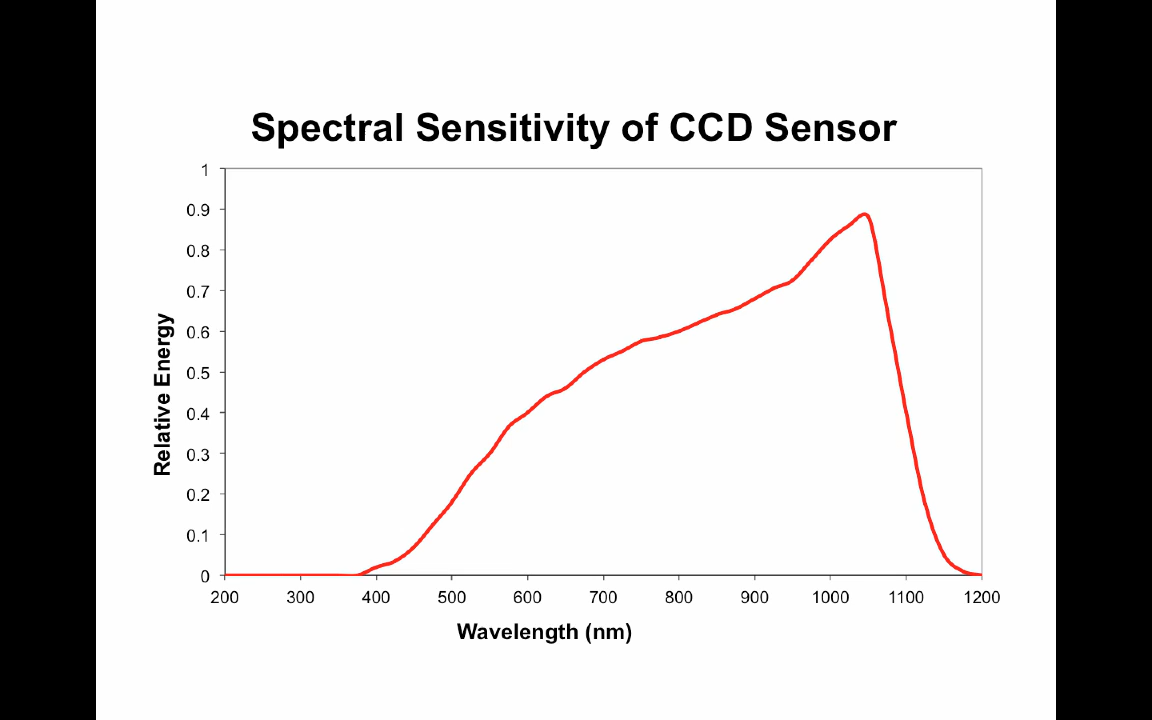 Spectral Sensitivity of CCD Sensor
1
0.9
0.8
0.7
0.6
0.5
0.4
0.3
0.2
0.1
0
Relative Energy
200 300 400 500 600 700 800 900 1000 1100 1200
Wavelength (nm)